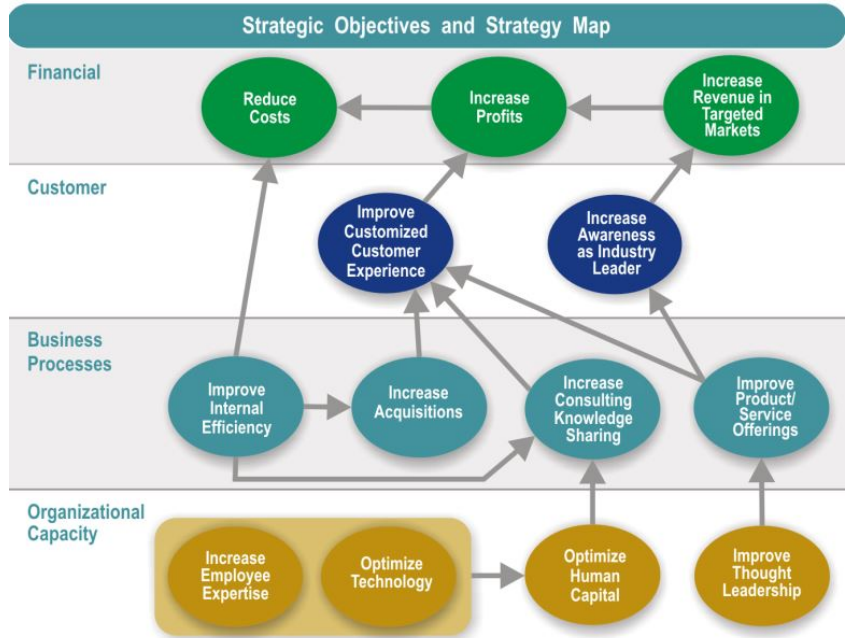 Strategic Objectives and Strategy Map
Financial
Reduce
Costs
Increase
Profits
Increase
Revenue in
Targeted
Markets
Customer
Improve
Customized
Customer
Experience
Increase
Awareness
as Industry
Leader
Business
Processes
Improve
Internal
Efficiency
Increase
Acquisitions
Increase
Consulting
Knowledge
Sharing
Improve
Product/
Service
Offerings
Organizational
Capacity
Increase
Employee
Expertise
Optimize
Technology
Optimize
Human
Capital
Improve
Thought
Leadership